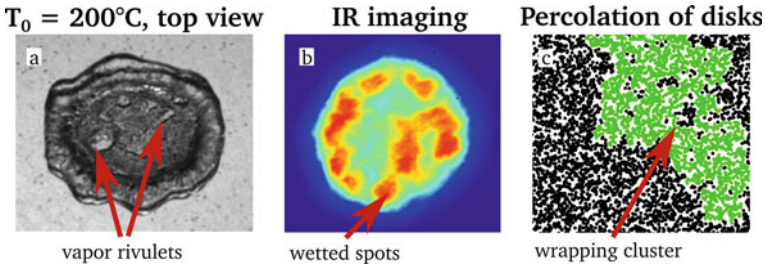 T₀ = 200°C, top view
IR imaging
Percolation of disks
a
b
c
vapor rivulets
wetted spots
wrapping cluster